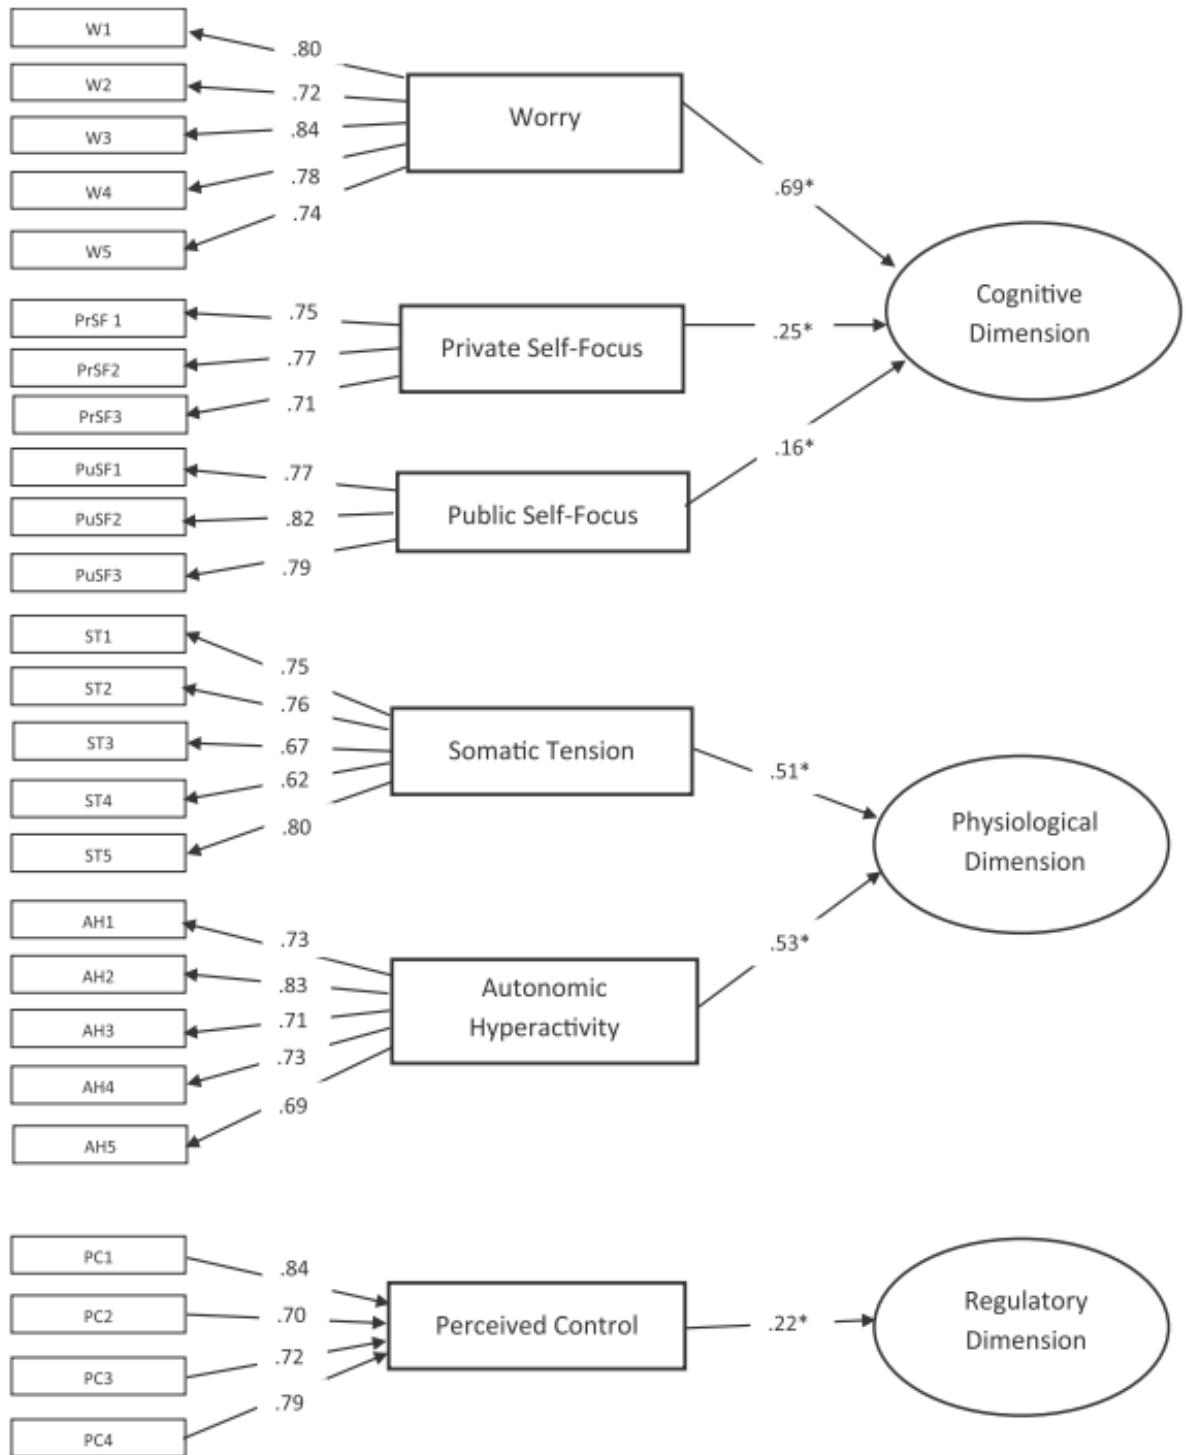 W1
.80
W2
.72
W3
.84
W4
.78
W5
.74
Worry
.69*
PrSF 1
.75
PrSF2
.77
PrSF3
.71
Private Self-Focus
.25*
PuSF1
.77
PuSF2
.82
PuSF3
.79
Public Self-Focus
.16*
Cognitive
Dimension
ST1
.75
ST2
.76
ST3
.67
ST4
.62
ST5
.80
Somatic Tension
.51*
AH1
.73
AH2
.83
AH3
.71
AH4
.73
AH5
.69
Autonomic
Hyperactivity
.53*
Physiological
Dimension
PC1
.84
PC2
.70
PC3
.72
PC4
.79
Perceived Control
.22*
Regulatory
Dimension